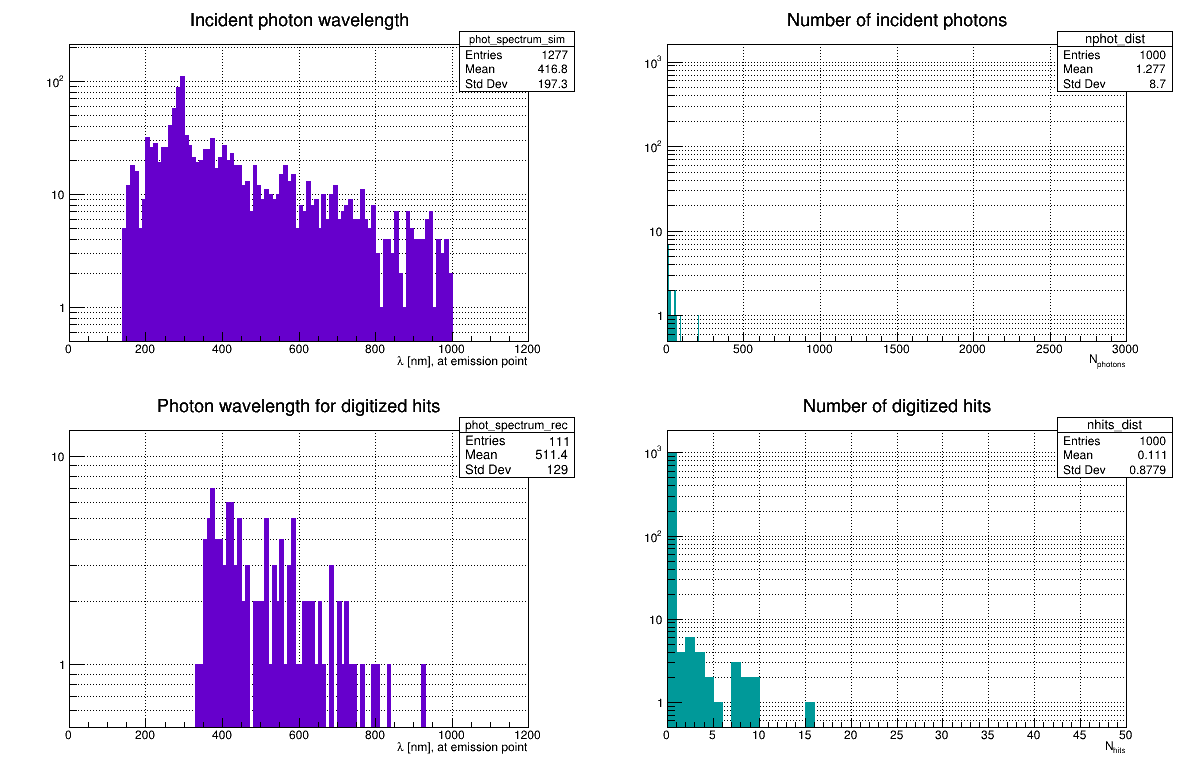 Incident photon wavelength
phot_spectrum_sim
Entries 1277
Mean 416.8
Std Dev 197.3
10²
10
1
0 200 400 600 800 1000 1200
λ [nm], at emission point
Number of incident photons
nphot_dist
Entries 1000
Mean 1.277
Std Dev 8.7
10³
10²
10
1
0 500 1000 1500 2000 2500 3000
Nphotons
Photon wavelength for digitized hits
phot_spectrum_rec
Entries 111
Mean 511.4
Std Dev 129
10
1
0 200 400 600 800 1000 1200
λ [nm], at emission point
Number of digitized hits
nhits_dist
Entries 1000
Mean 0.111
Std Dev 0.8779
10³
10²
10
1
0 5 10 15 20 25 30 35 40 45 50
Nhits